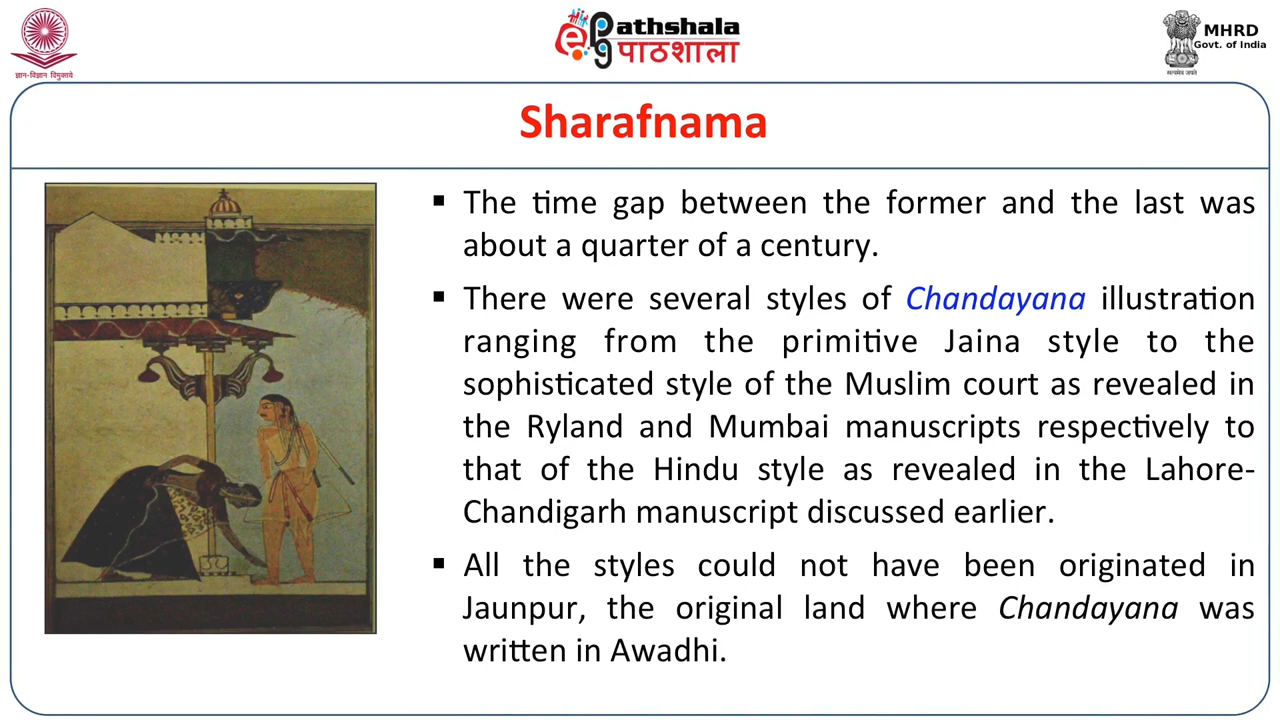 ज्ञान-विज्ञान विमुक्तये
ePathshala
पाठशाला
MHRD
Govt. of India
सत्यमेव जयते
Sharafnama
▪ The time gap between the former and the last was
about a quarter of a century.
▪ There were several styles of Chandayana illustration
ranging from the primitive Jaina style to the
sophisticated style of the Muslim court as revealed in
the Ryland and Mumbai manuscripts respectively to
that of the Hindu style as revealed in the Lahore-
Chandigarh manuscript discussed earlier.
▪ All the styles could not have been originated in
Jaunpur, the original land where Chandayana was
written in Awadhi.